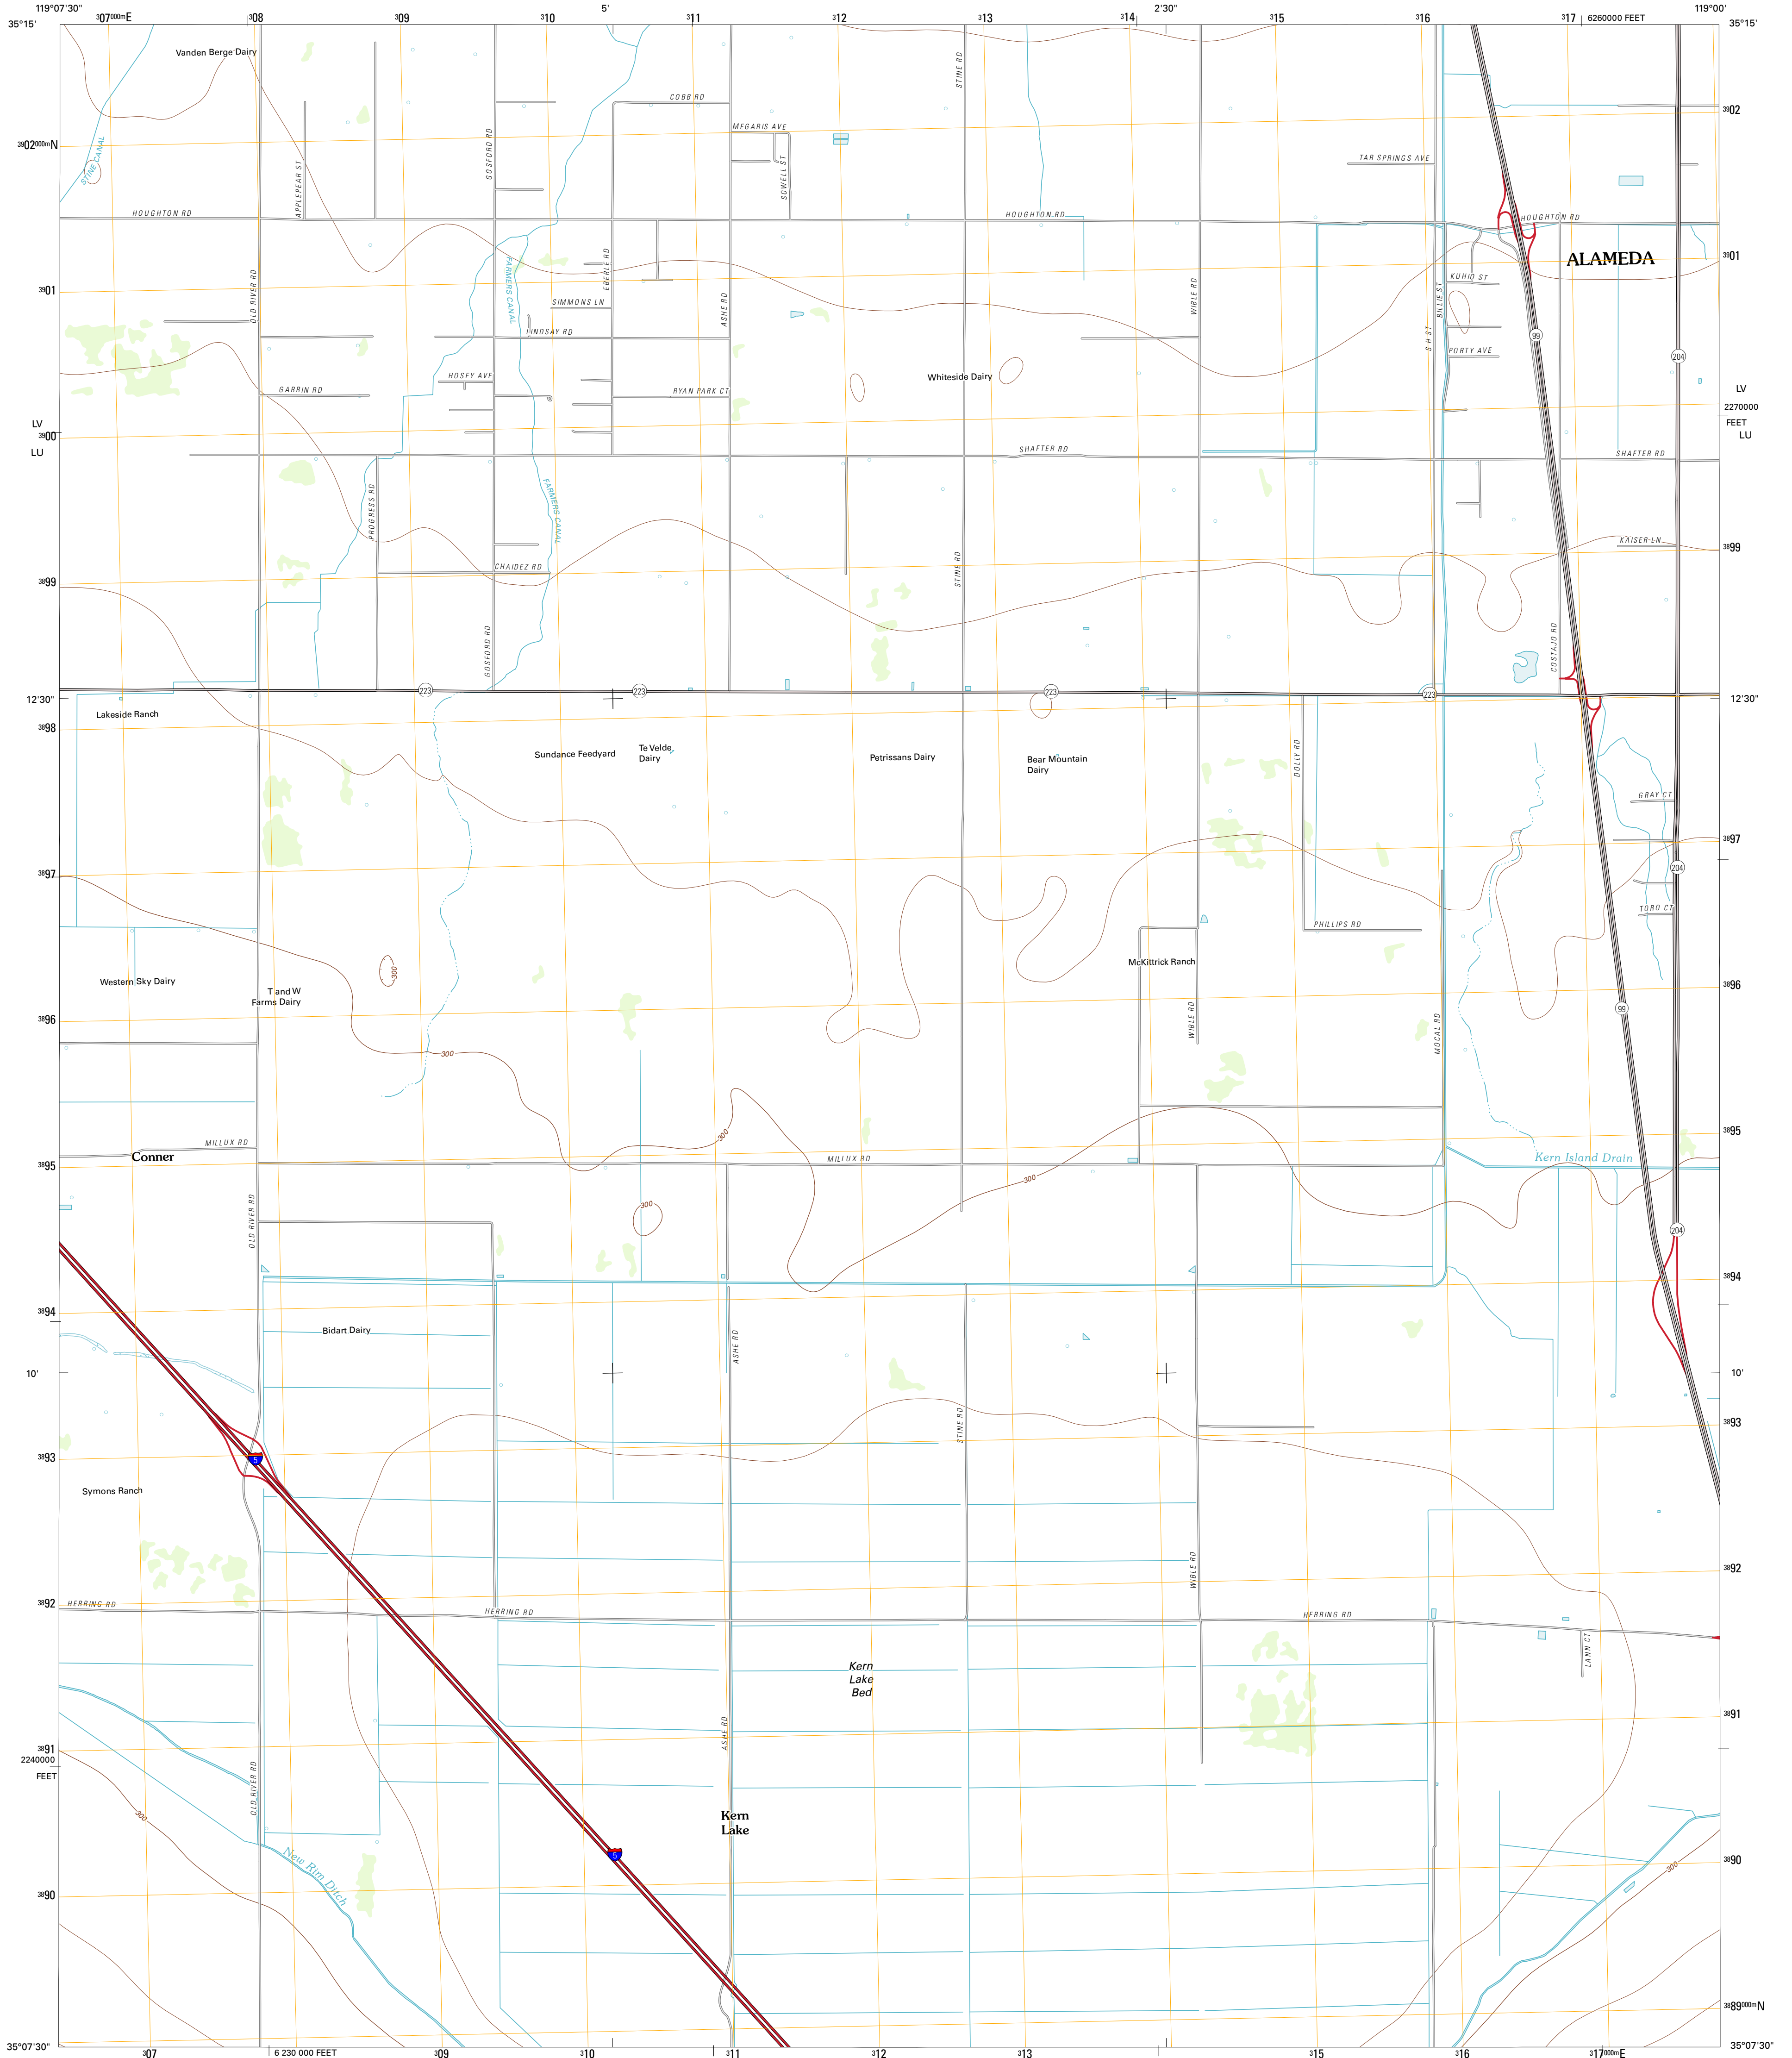 119°07'30"
307000mE
308
309
310
5'
311
312
313
314
2'30"
315
316
317
6260000 FEET
119°00'
35°15'
35°15'
Vanden Berge Dairy
STINE RD
COBB RD
3902
MEGARIS AVE
GOSFORD RD
3902000mN
STINE CANAL
TAR SPRINGS AVE
APPLEPEAR ST
SOWELL ST
HOUGHTON RD
HOUGHTON RD
HOUGHTON RD
ALAMEDA
3901
FARMERS CANAL
EBERLE RD
OLD RIVER RD
KUHIO ST
3901
SIMMONS LN
ASHE RD
WIBLE RD
BILLIE ST
LINDSAY RD
S H ST
99
PORTY AVE
204
HOSEY AVE
Whiteside Dairy
GARRIN RD
RYAN PARK CT
LV
2270000
FEET
LU
LV
3900
LU
SHAFTER RD
SHAFTER RD
PROGRESS RD
FARMERS CANAL
KAISER LN
3899
STINE RD
CHAIDEZ RD
3899
GOSFORD RD
COSTAJO RD
223
223
223
223
12'30"
12'30"
Lakeside Ranch
3898
Sundance Feedyard
Te Velde
Dairy
Petrissans Dairy
Bear Mountain
Dairy
DOLLY RD
GRAY CT
3897
3897
204
TORO CT
PHILLIPS RD
McKittrick Ranch
300
Western Sky Dairy
T and W
Farms Dairy
3896
3896
WIBLE RD
MOCAL RD
99
300
300
3895
MILLUX RD
Conner
MILLUX RD
Kern Island Drain
3895
300
300
OLD RIVER RD
204
3894
3894
Bidart Dairy
ASHE RD
10'
10'
STINE RD
3893
3893
5
Symons Ranch
WIBLE RD
3892
3892
HERRING RD
HERRING RD
HERRING RD
LANN CT
Kern
Lake
Bed
3891
ASHE RD
3891
2240000
FEET
OLD RIVER RD
300
Kern
Lake
5
3890
New Rim Ditch
300
3890
3889000mN
35°07'30"
35°07'30"
307
6 230 000 FEET
309
310
311
312
313
315
316
317000mE